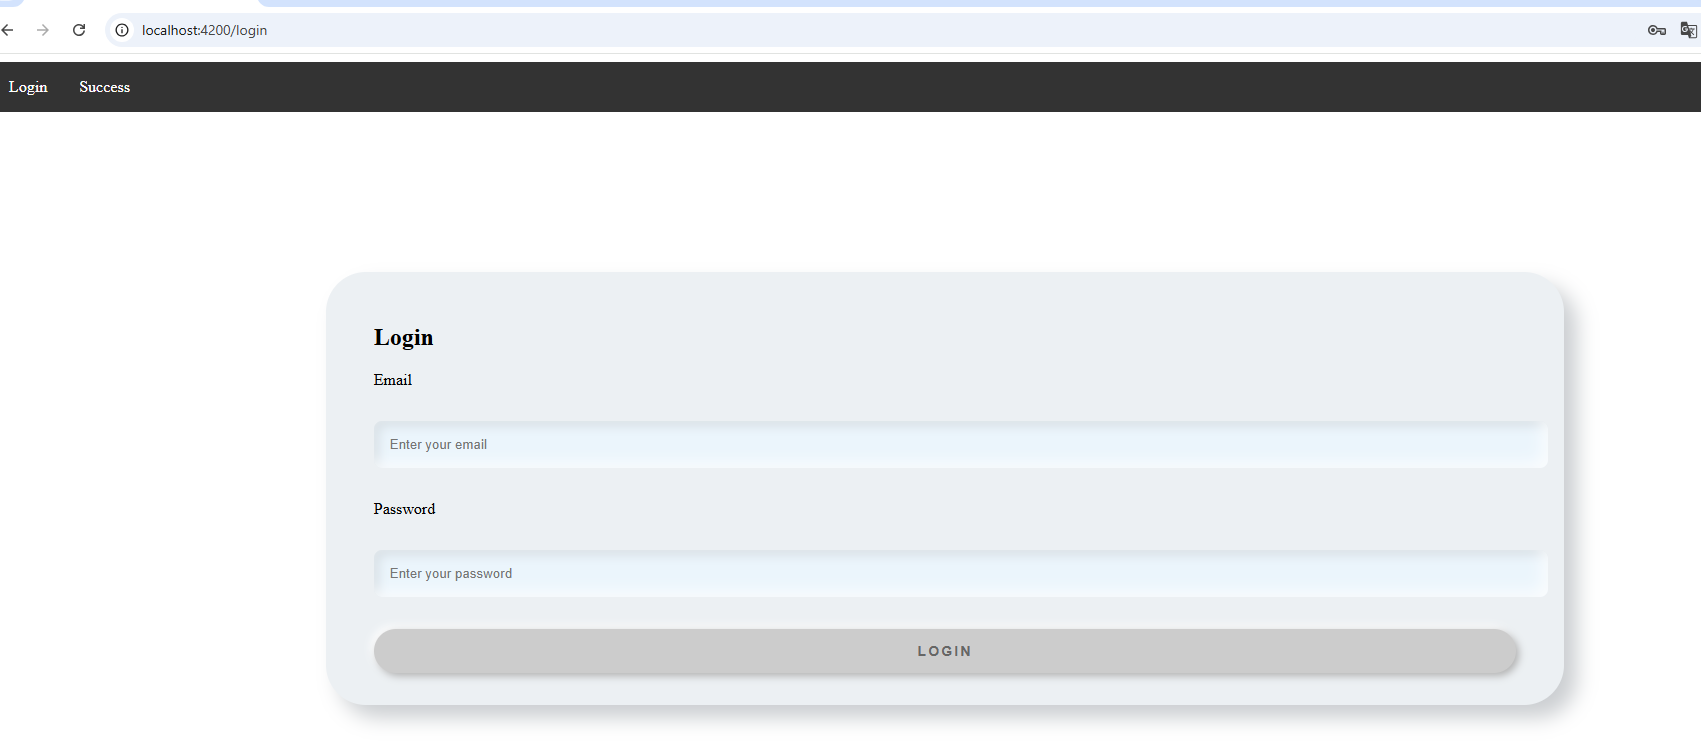 localhost:4200/login
Login Success
Login
Email
Enter your email
Password
Enter your password
LOGIN